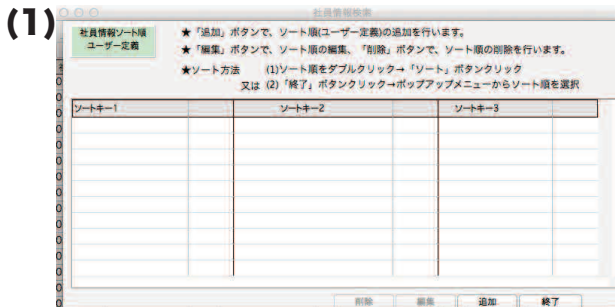 (1)
社員情報検索
社員情報ソート順
ユーザー定義
★「追加」ボタンで、ソート順(ユーザー定義)の追加を行います。
★「編集」ボタンで、ソート順の編集、「削除」ボタンで、ソート順の削除を行います。
★ソート方法　(1)ソート順をダブルクリック→「ソート」ボタンクリック
又は (2)「終了」ボタンクリック→ポップアップメニューからソート順を選択
ソートキー1 ソートキー2 ソートキー3
削除 編集 追加 終了